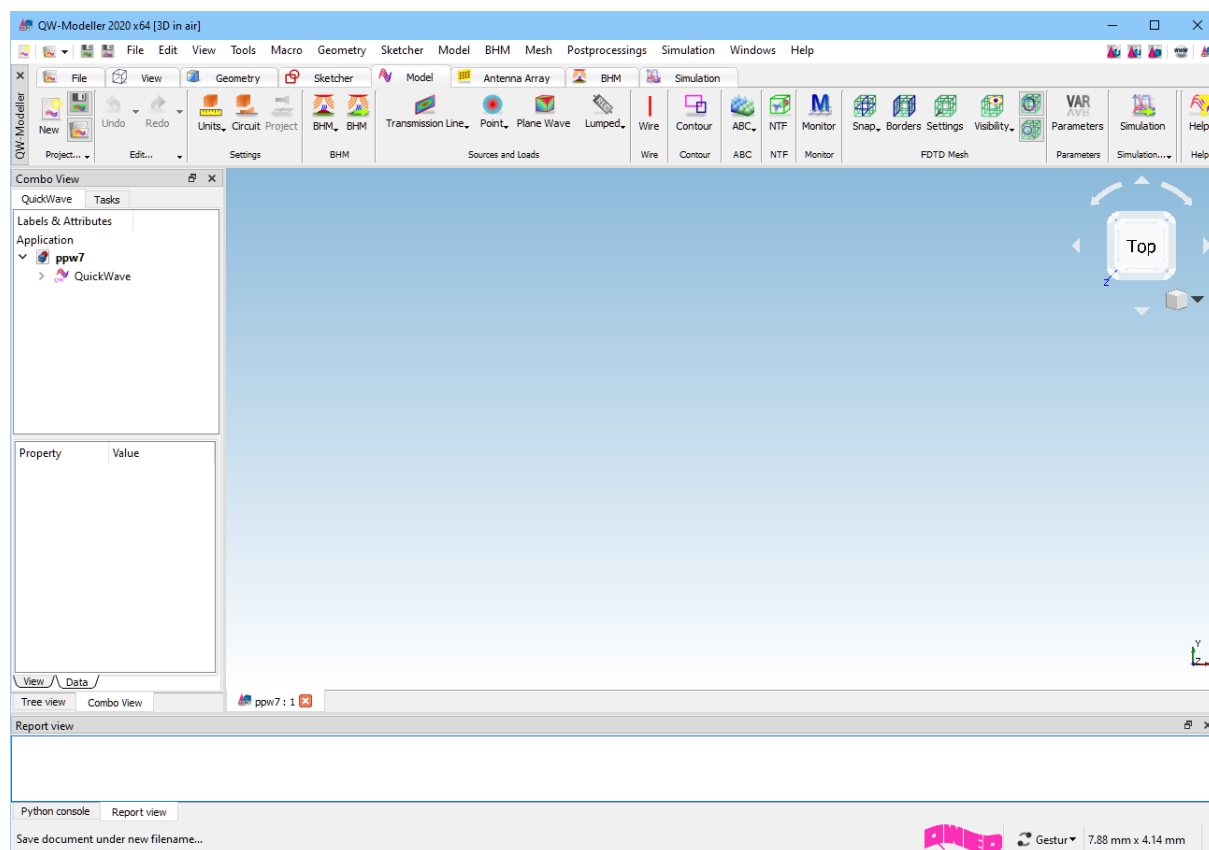 QW-Modeller 2020 x64 [3D in air]
File Edit View Tools Macro Geometry Sketcher Model BHM Mesh Postprocessings Simulation Windows Help
File View Geometry Sketcher Model Antenna Array BHM Simulation
QW-Modeller
New Undo Redo Units Circuit Project BHM BHM Transmission Line Point Plane Wave Lumped Wire Contour ABC NTF Monitor Snap Borders Settings Visibility VAR Parameters Simulation Help
Project... Edit... Settings BHM Sources and Loads Wire Contour ABC NTF Monitor FDTD Mesh Parameters Simulation... Help
Combo View
QuickWave Tasks
Labels & Attributes
Application
ppw7
QuickWave
Top
Z
Property Value
Y
Z
View Data
Tree view Combo View
ppw7 : 1
Report view
Python console Report view
Save document under new filename...
QWED
Gestur
7.88 mm x 4.14 mm